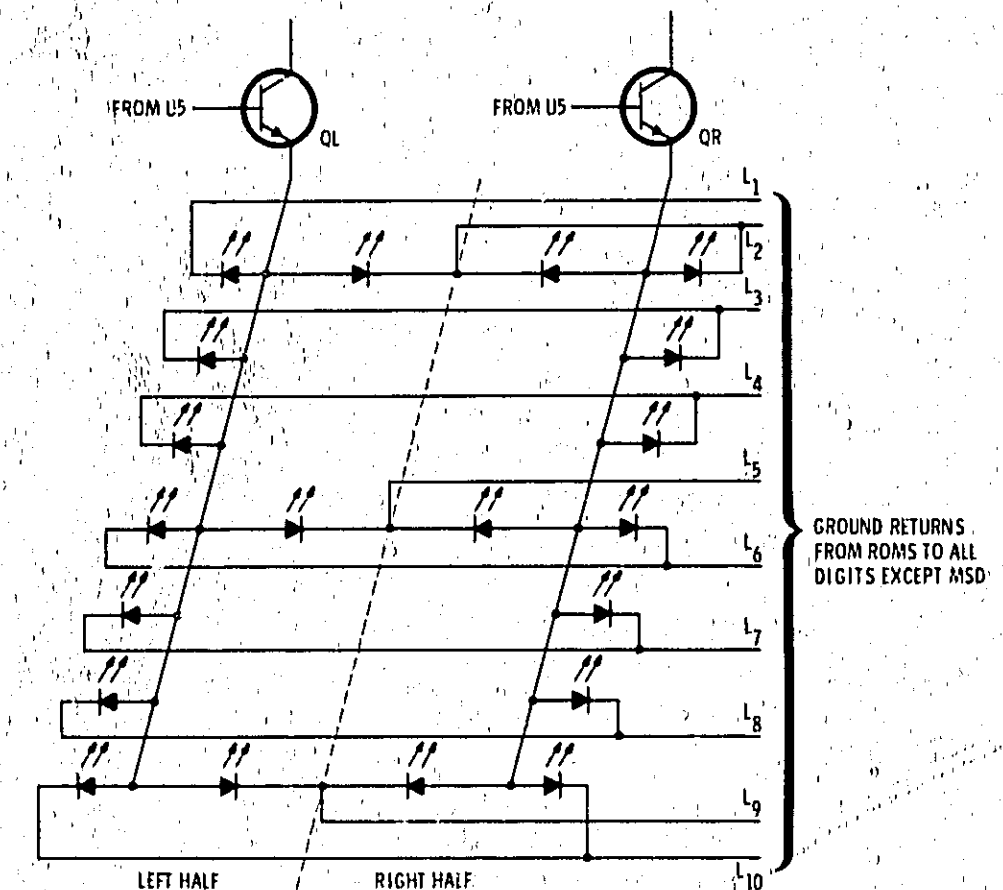 FROM U5
QL
FROM U5
QR
L1
L2
L3
L4
L5
L6
L7
L8
L9
L10
GROUND RETURNS
FROM ROMS TO ALL
DIGITS EXCEPT MSD
LEFT HALF
RIGHT HALF